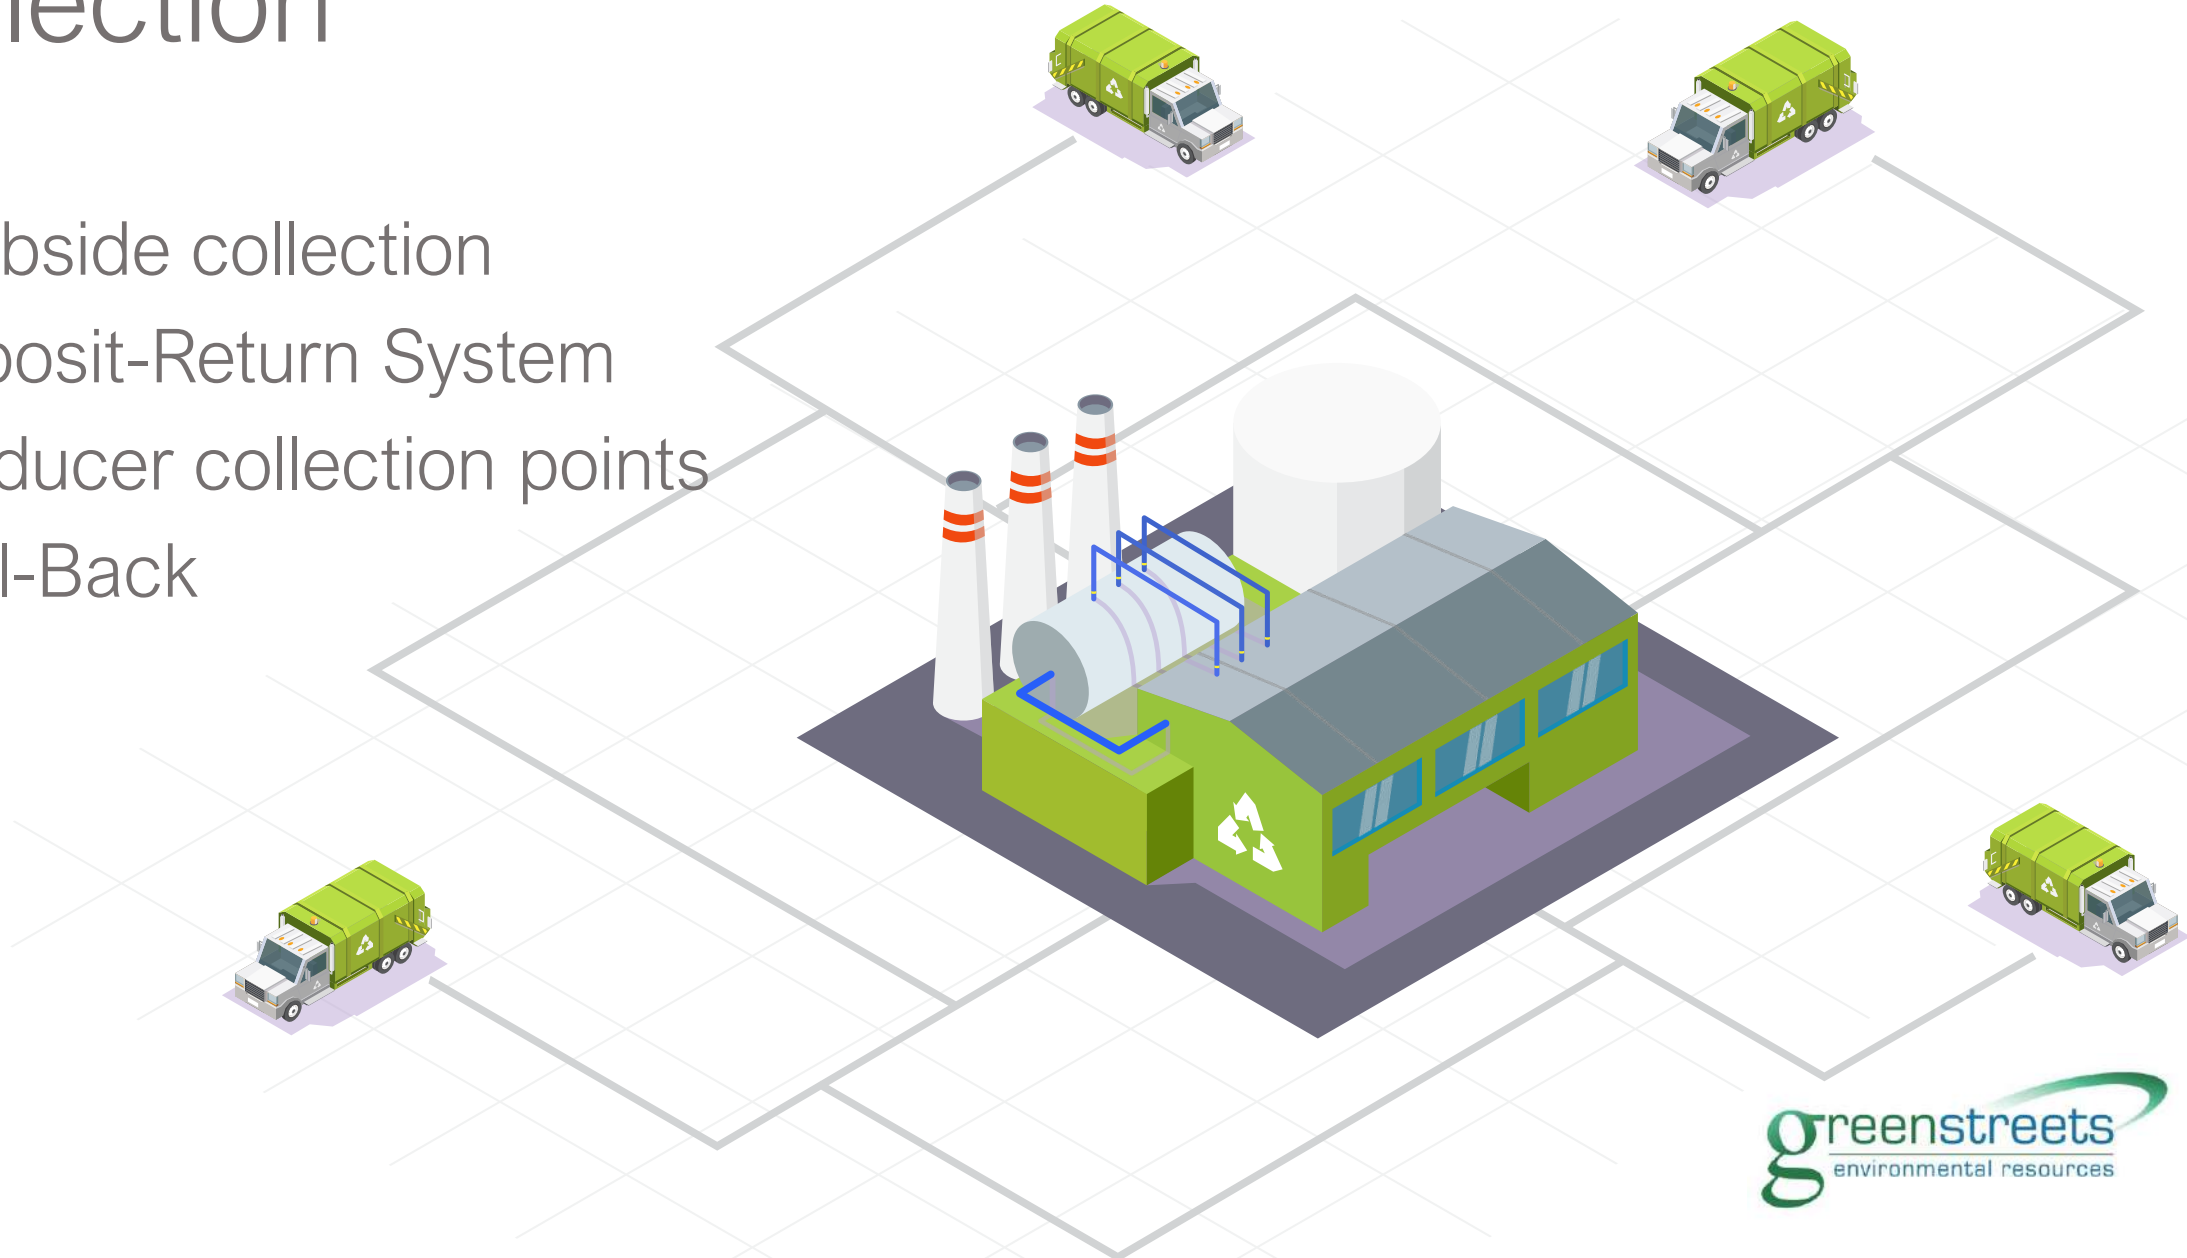 lection
bside collection
posit-Return System
ducer collection points
l-Back
greenstreets
environmental resources